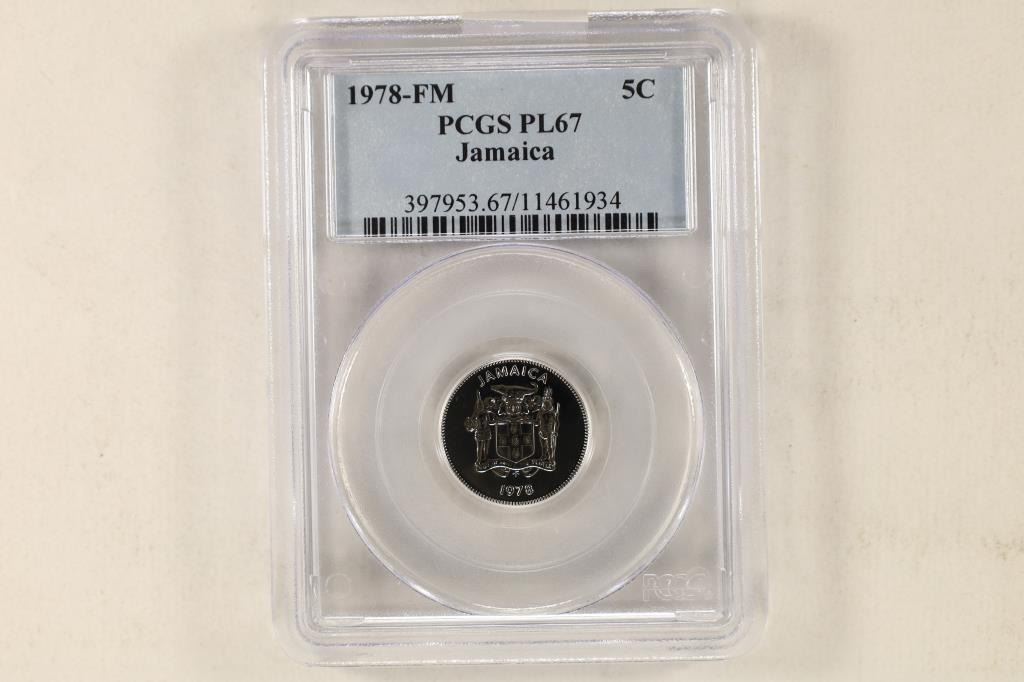 1978-FM 5C
PCGS PL67
Jamaica
397953.67/11461934
JAMAICA
1978
PCGS